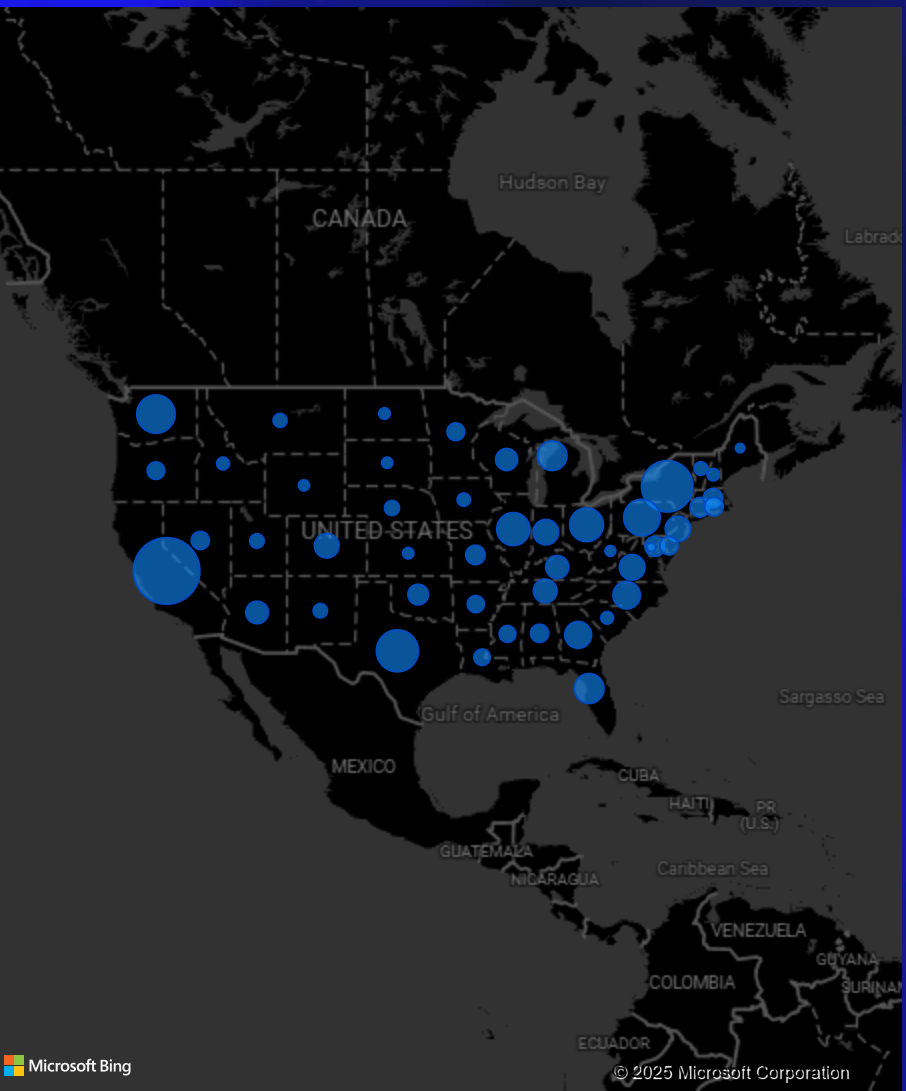 Hudson Bay
CANADA
Labrado
UNITED STATES
Sargasso Sea
Gulf of America
MEXICO
CUBA
HAITI
PR
(U.S.)
GUATEMALA
Caribbean Sea
NICARAGUA
VENEZUELA
GUYANA
COLOMBIA
SURINAM
ECUADOR
Microsoft Bing
© 2025 Microsoft Corporation